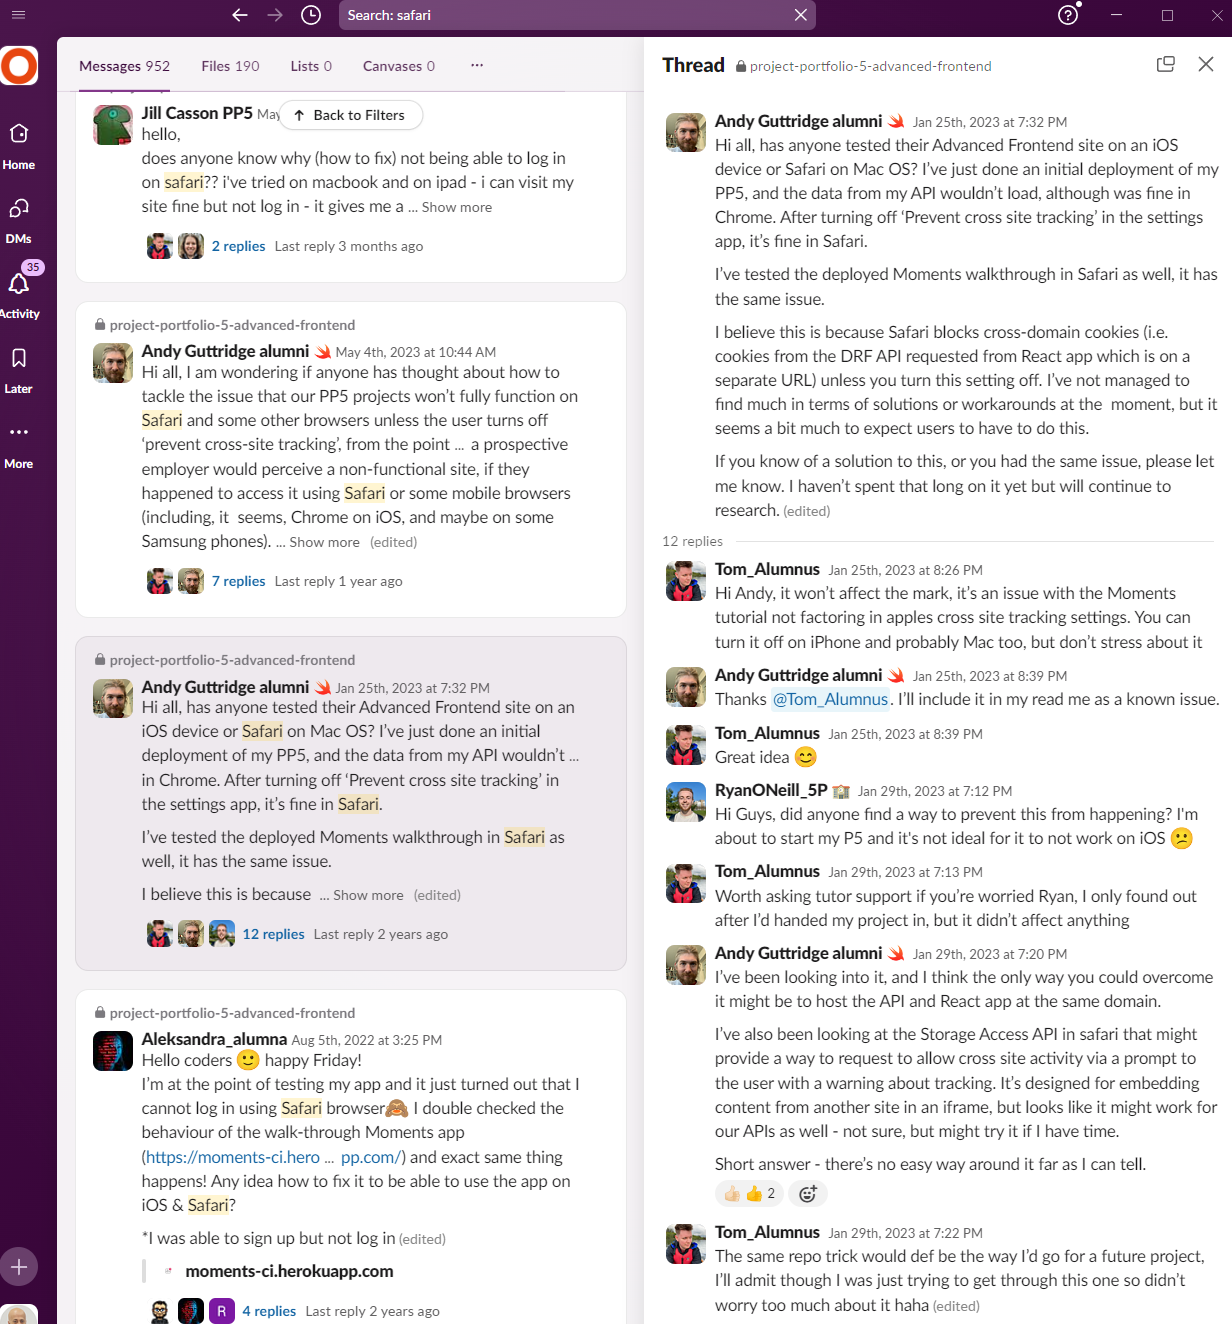 Search: safari
Home
DMs
35
Activity
Later
More
Messages 952
Files 190
Lists 0
Canvases 0
Jill Casson PP5 May
Back to Filters
hello,
does anyone know why (how to fix) not being able to log in
on safari?? i've tried on macbook and on ipad - i can visit my
site fine but not log in - it gives me a ... Show more
2 replies Last reply 3 months ago
project-portfolio-5-advanced-frontend
Andy Guttridge alumni May 4th, 2023 at 10:44 AM
Hi all, I am wondering if anyone has thought about how to
tackle the issue that our PP5 projects won’t fully function on
Safari and some other browsers unless the user turns off
‘prevent cross-site tracking’, from the point ... a prospective
employer would perceive a non-functional site, if they
happened to access it using Safari or some mobile browsers
(including, it seems, Chrome on iOS, and maybe on some
Samsung phones). ... Show more (edited)
7 replies Last reply 1 year ago
project-portfolio-5-advanced-frontend
Andy Guttridge alumni Jan 25th, 2023 at 7:32 PM
Hi all, has anyone tested their Advanced Frontend site on an
iOS device or Safari on Mac OS? I’ve just done an initial
deployment of my PP5, and the data from my API wouldn’t ...
in Chrome. After turning off ‘Prevent cross site tracking’ in
the settings app, it’s fine in Safari.
I’ve tested the deployed Moments walkthrough in Safari as
well, it has the same issue.
I believe this is because ... Show more (edited)
12 replies Last reply 2 years ago
project-portfolio-5-advanced-frontend
Aleksandra_alumna Aug 5th, 2022 at 3:25 PM
Hello coders 🙂 happy Friday!
I’m at the point of testing my app and it just turned out that I
cannot log in using Safari browser🙈 I double checked the
behaviour of the walk-through Moments app
(https://moments-ci.hero ... pp.com/) and exact same thing
happens! Any idea how to fix it to be able to use the app on
iOS & Safari?
*I was able to sign up but not log in (edited)
moments-ci.herokuapp.com
R
4 replies Last reply 2 years ago
Thread project-portfolio-5-advanced-frontend
Andy Guttridge alumni Jan 25th, 2023 at 7:32 PM
Hi all, has anyone tested their Advanced Frontend site on an iOS
device or Safari on Mac OS? I’ve just done an initial deployment of my
PP5, and the data from my API wouldn’t load, although was fine in
Chrome. After turning off ‘Prevent cross site tracking’ in the settings
app, it’s fine in Safari.
I’ve tested the deployed Moments walkthrough in Safari as well, it has
the same issue.
I believe this is because Safari blocks cross-domain cookies (i.e.
cookies from the DRF API requested from React app which is on a
separate URL) unless you turn this setting off. I’ve not managed to
find much in terms of solutions or workarounds at the moment, but it
seems a bit much to expect users to have to do this.
If you know of a solution to this, or you had the same issue, please let
me know. I haven’t spent that long on it yet but will continue to
research. (edited)
12 replies
Tom_Alumnus Jan 25th, 2023 at 8:26 PM
Hi Andy, it won’t affect the mark, it’s an issue with the Moments
tutorial not factoring in apples cross site tracking settings. You can
turn it off on iPhone and probably Mac too, but don’t stress about it
Andy Guttridge alumni Jan 25th, 2023 at 8:39 PM
Thanks @Tom_Alumnus. I’ll include it in my read me as a known issue.
Tom_Alumnus Jan 25th, 2023 at 8:39 PM
Great idea 😊
RyanONeill_5P Jan 29th, 2023 at 7:12 PM
Hi Guys, did anyone find a way to prevent this from happening? I'm
about to start my P5 and it's not ideal for it to not work on iOS 😕
Tom_Alumnus Jan 29th, 2023 at 7:13 PM
Worth asking tutor support if you’re worried Ryan, I only found out
after I’d handed my project in, but it didn’t affect anything
Andy Guttridge alumni Jan 29th, 2023 at 7:20 PM
I’ve been looking into it, and I think the only way you could overcome
it might be to host the API and React app at the same domain.
I’ve also been looking at the Storage Access API in safari that might
provide a way to request to allow cross site activity via a prompt to
the user with a warning about tracking. It’s designed for embedding
content from another site in an iframe, but looks like it might work for
our APIs as well - not sure, but might try it if I have time.
Short answer - there’s no easy way around it far as I can tell.
2
Tom_Alumnus Jan 29th, 2023 at 7:22 PM
The same repo trick would def be the way I’d go for a future project,
I’ll admit though I was just trying to get through this one so didn’t
worry too much about it haha (edited)